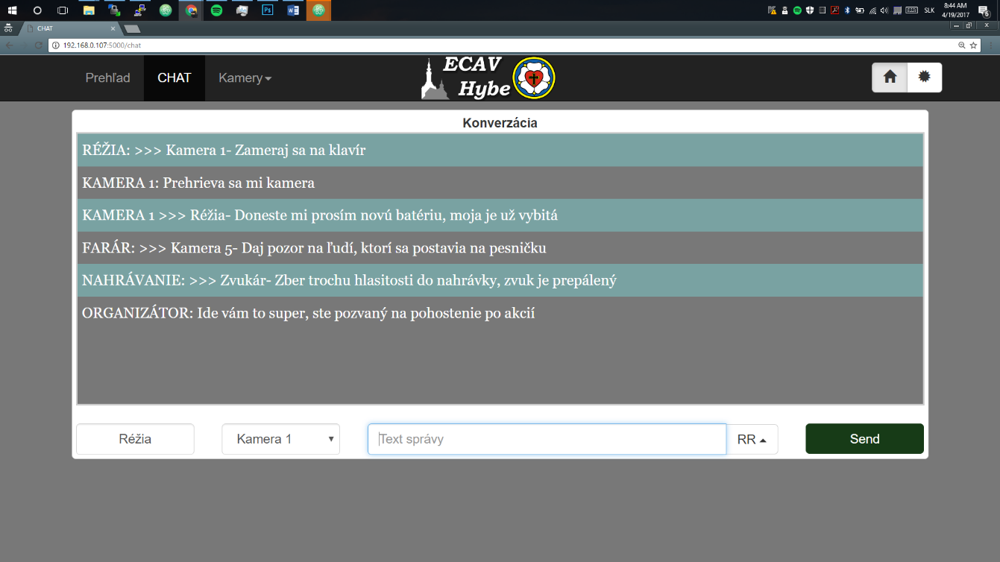 8:44 AM
SLK
4/19/2017
6
CHAT
192.168.0.107:5000/chat
Prehľad
CHAT
Kamery
ECAV
Hybe
Konverzácia
RÉŽIA: >>> Kamera 1- Zameraj sa na klavír
KAMERA 1: Prehrieva sa mi kamera
KAMERA 1 >>> Réžia- Doneste mi prosím novú batériu, moja je už vybitá
FARÁR: >>> Kamera 5- Daj pozor na ľudí, ktorí sa postavia na pesničku
NAHRÁVANIE: >>> Zvukár- Zber trochu hlasitosti do nahrávky, zvuk je prepálený
ORGANIZÁTOR: Ide vám to super, ste pozvaný na pohostenie po akcií
Réžia
Kamera 1
Text správy
RR
Send